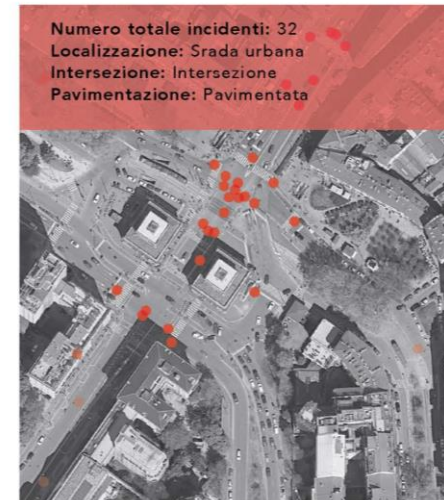 Numero totale incidenti: 32
Localizzazione: Srada urbana
Intersezione: Intersezione
Pavimentazione: Pavimentata